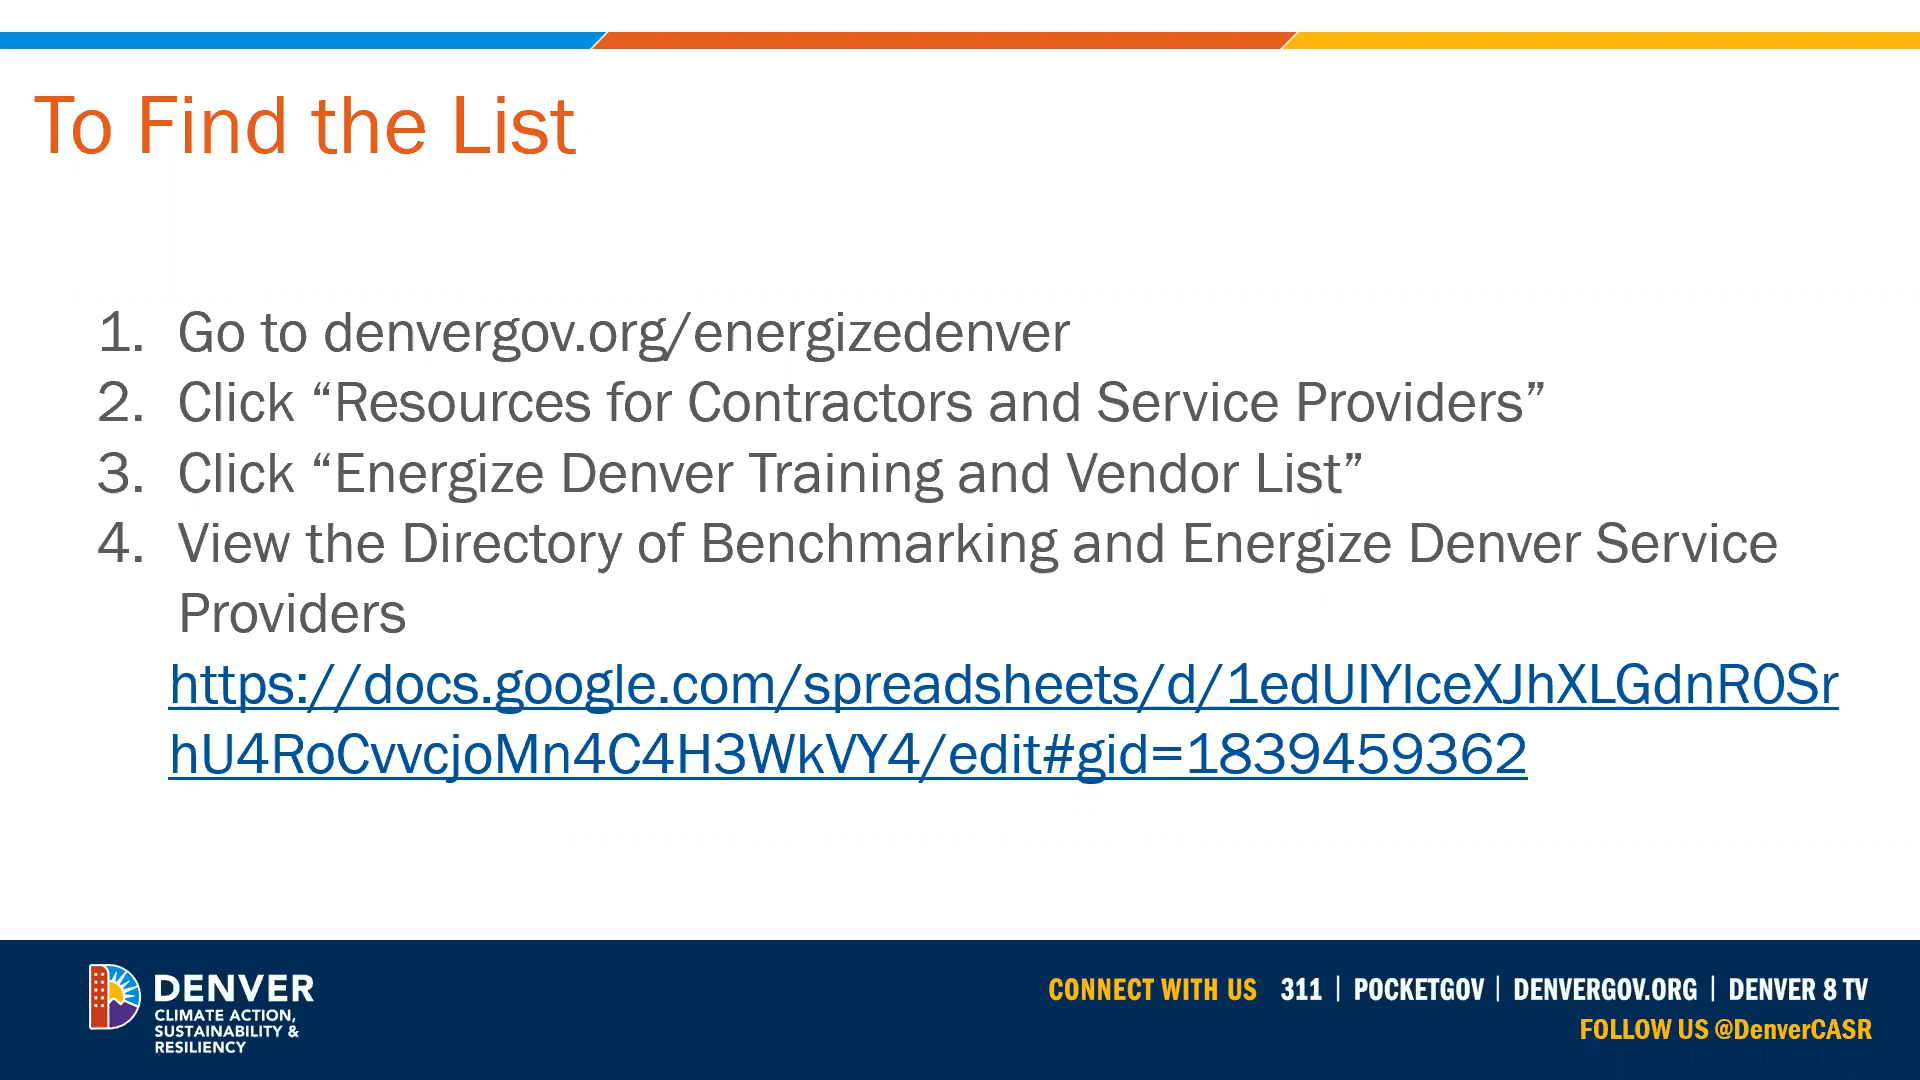 To Find the List
1. Go to denvergov.org/energizedenver
2. Click “Resources for Contractors and Service Providers”
3. Click “Energize Denver Training and Vendor List”
4. View the Directory of Benchmarking and Energize Denver Service
Providers
https://docs.google.com/spreadsheets/d/1edUIYlceXJhXLGdnR0Sr
hU4RoCvvcjoMn4C4H3WkVY4/edit#gid=1839459362
DENVER
CLIMATE ACTION,
SUSTAINABILITY &
RESILIENCY
CONNECT WITH US 311 | POCKETGOV | DENVERGOV.ORG | DENVER 8 TV
FOLLOW US @DenverCASR